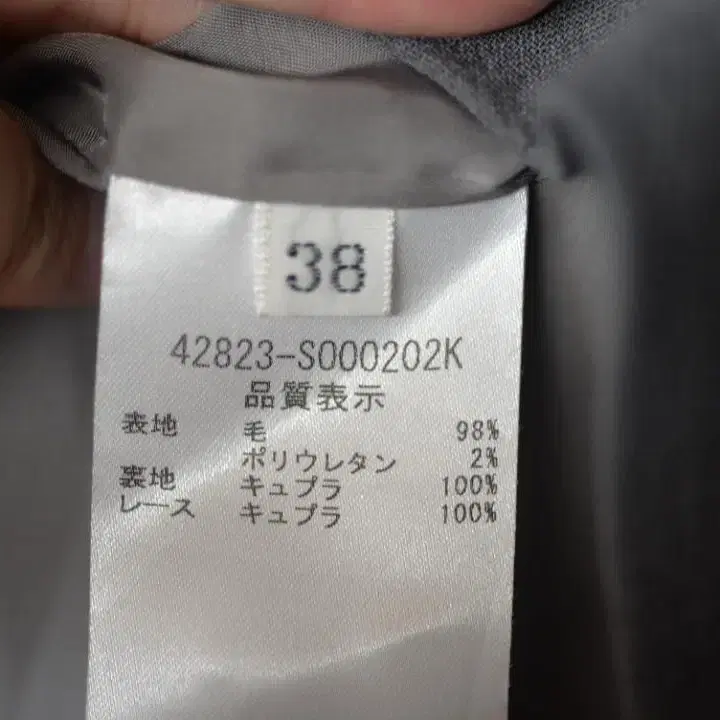 38
42823-S000202K
品質表示
表地 毛 98%
ポリウレタン 2%
裏地 キュプラ 100%
レース キュプラ 100%